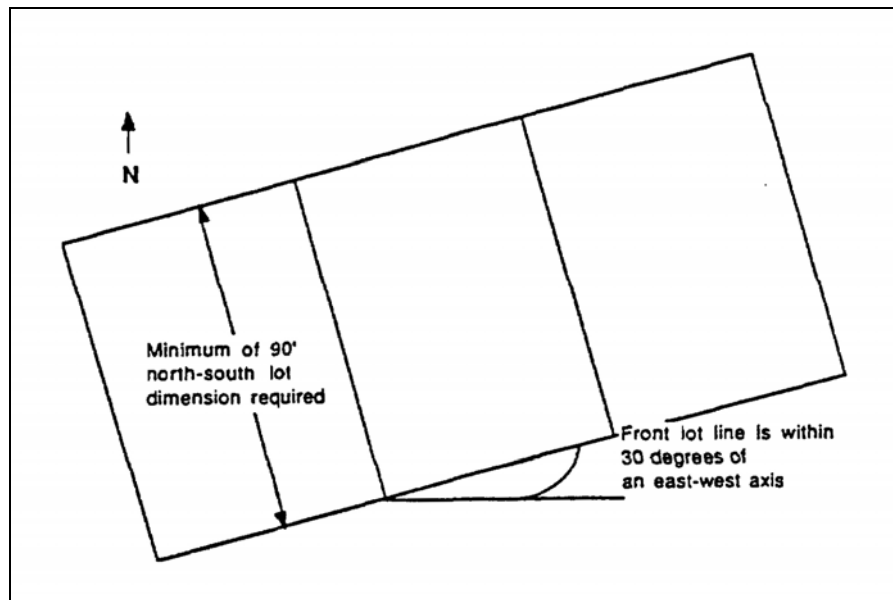 N
Minimum of 90'
north-south lot
dimension required
Front lot line is within
30 degrees of
an east-west axis